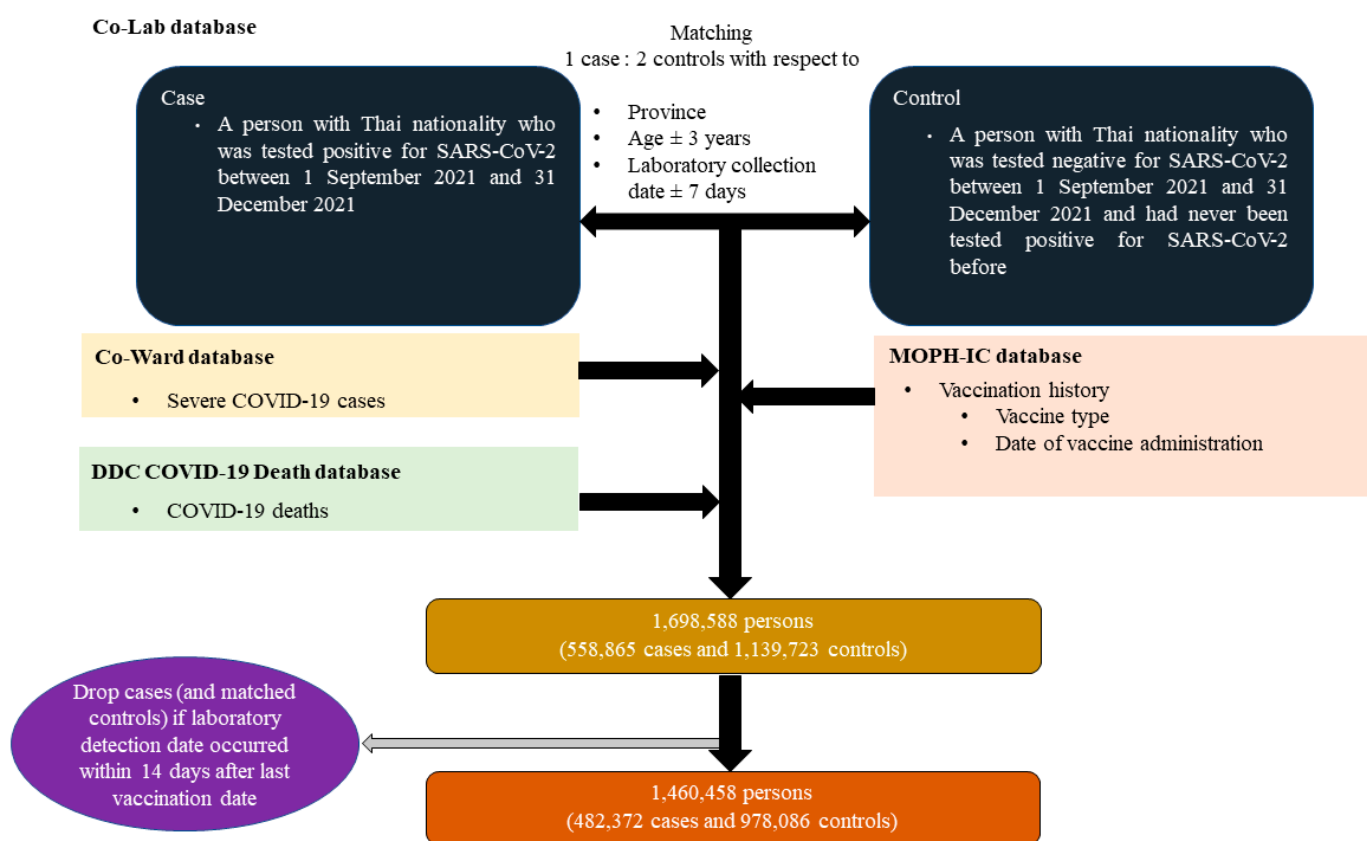 Co-Lab database
Matching
1 case : 2 controls with respect to
• Province
• Age ± 3 years
• Laboratory collection
date ± 7 days
Case
• A person with Thai nationality who
was tested positive for SARS-CoV-2
between 1 September 2021 and 31
December 2021
Control
• A person with Thai nationality who
was tested negative for SARS-CoV-2
between 1 September 2021 and 31
December 2021 and had never been
tested positive for SARS-CoV-2
before
Co-Ward database
• Severe COVID-19 cases
MOPH-IC database
• Vaccination history
• Vaccine type
• Date of vaccine administration
DDC COVID-19 Death database
• COVID-19 deaths
1,698,588 persons
(558,865 cases and 1,139,723 controls)
Drop cases (and matched
controls) if laboratory
detection date occurred
within 14 days after last
vaccination date
1,460,458 persons
(482,372 cases and 978,086 controls)